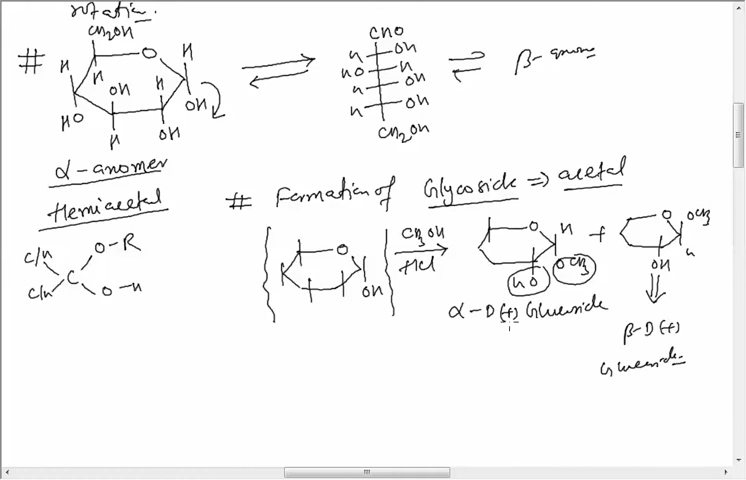 rotation.
#
CH2OH
O
H
H
H
OH
H
HO
OH
H
OH
CHO
H OH
HO H
H OH
H OH
CH2OH
β-anome
α-anomer
Hemiacetal
C/H
O-R
C
C/H
O-H
# Formation of Glycoside ⇒ acetal
O
OH
CH3OH
HCl
O
H
HO
OCH3
+
O
OCH3
H
OH
α-D(+) Glucoside
β-D(+)
Glucoside